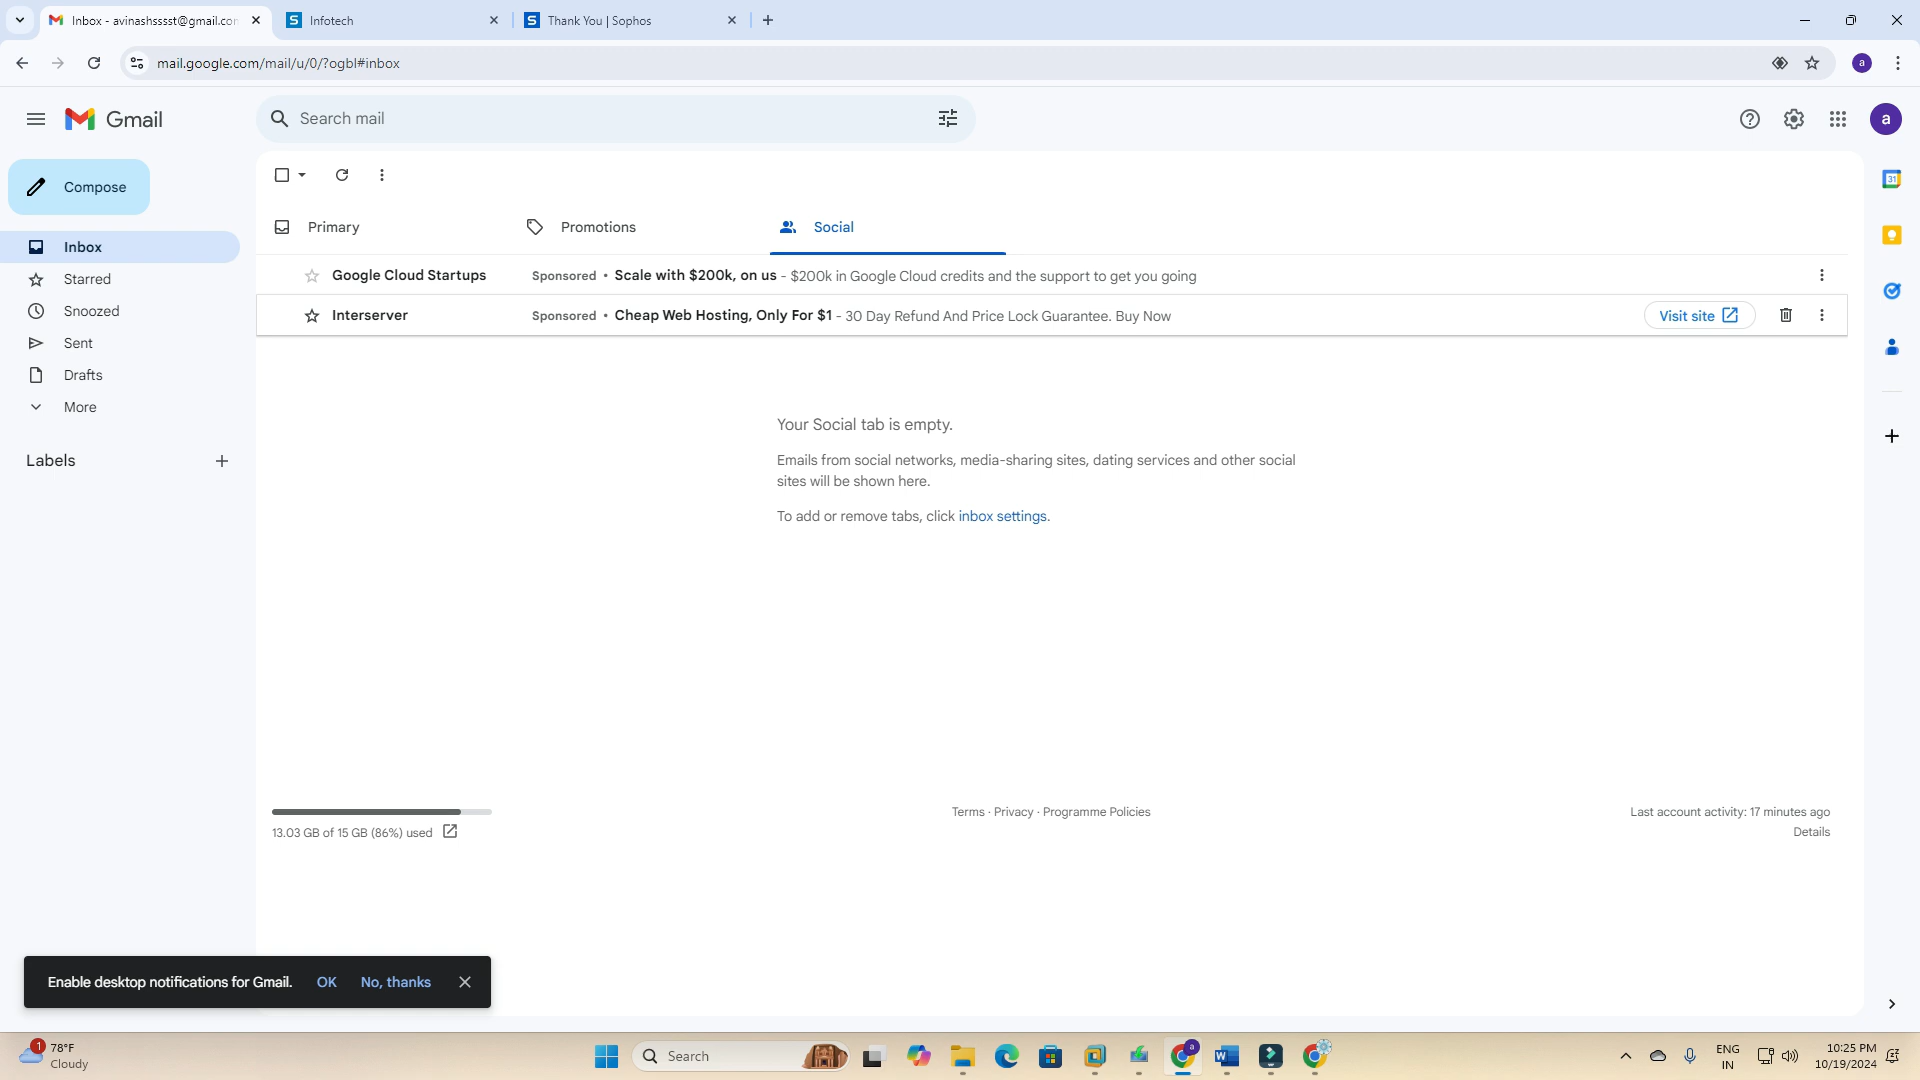 Inbox - avinashsssst@gmail.com
Infotech
Thank You | Sophos
mail.google.com/mail/u/0/?ogbl#inbox
a
Gmail
Search mail
a
Compose
Inbox
Starred
Snoozed
Sent
Drafts
More
Labels
Primary
Promotions
Social
Google Cloud Startups Sponsored • Scale with $200k, on us - $200k in Google Cloud credits and the support to get you going
Interserver Sponsored • Cheap Web Hosting, Only For $1 - 30 Day Refund And Price Lock Guarantee. Buy Now Visit site
31
Your Social tab is empty.
Emails from social networks, media-sharing sites, dating services and other social
sites will be shown here.
To add or remove tabs, click inbox settings.
13.03 GB of 15 GB (86%) used
Terms · Privacy · Programme Policies
Last account activity: 17 minutes ago
Details
Enable desktop notifications for Gmail. OK No, thanks
1
78°F
Cloudy
Search
a
ENG
IN
10:25 PM
10/19/2024